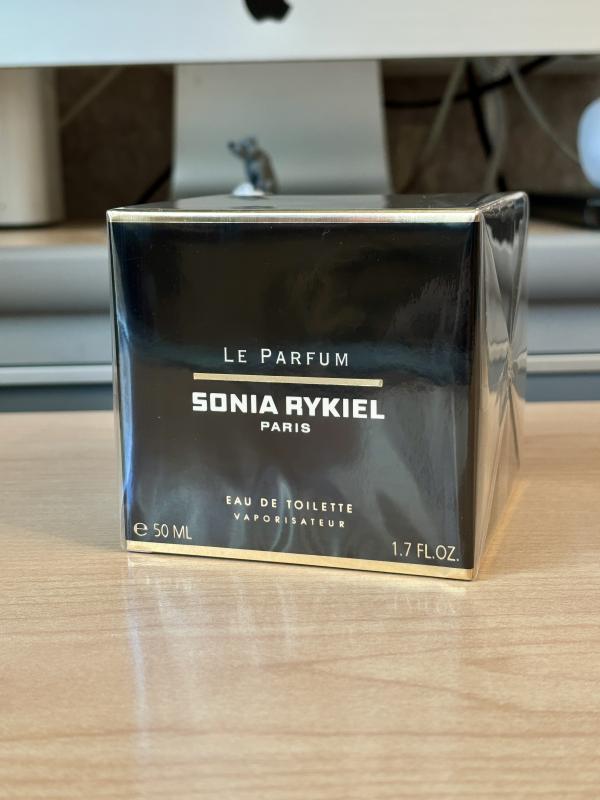 LE PARFUM
SONIA RYKIEL
PARIS
EAU DE TOILETTE
VAPORISATEUR
℮ 50 ML
1.7 FL.OZ.